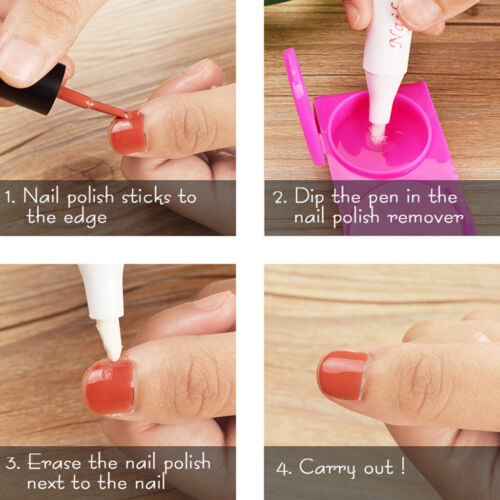 Nail
1. Nail polish sticks to
the edge
2. Dip the pen in the
nail polish remover
3. Erase the nail polish
next to the nail
4. Carry out !